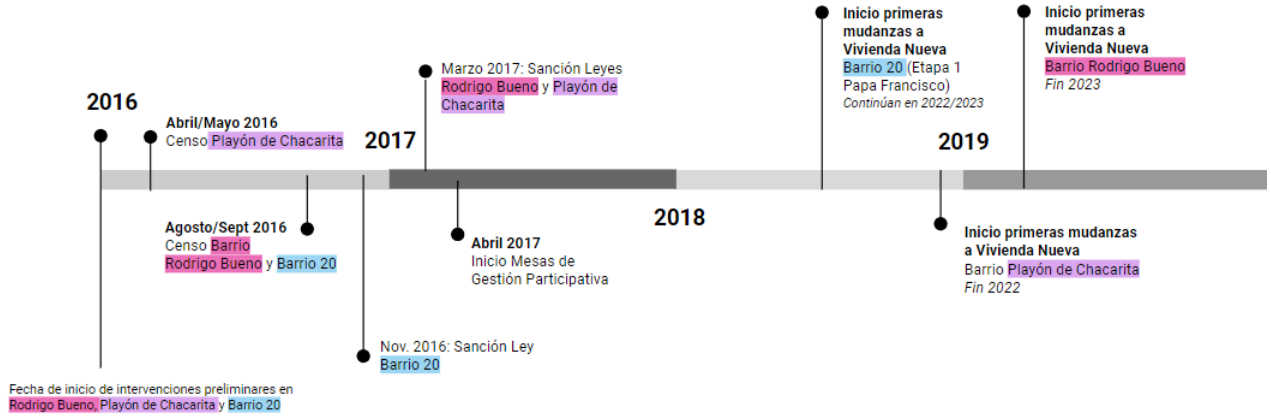 2016
Abril/Mayo 2016
Censo Playón de Chacarita
Agosto/Sept 2016
Censo Barrio
Rodrigo Bueno y Barrio 20
Fecha de inicio de intervenciones preliminares en
Rodrigo Bueno, Playón de Chacarita y Barrio 20
Nov. 2016: Sanción Ley
Barrio 20
2017
Marzo 2017: Sanción Leyes
Rodrigo Bueno y Playón de
Chacarita
Abril 2017
Inicio Mesas de
Gestión Participativa
2018
Inicio primeras
mudanzas a
Vivienda Nueva
Barrio 20 (Etapa 1
Papa Francisco)
Continúan en 2022/2023
2019
Inicio primeras mudanzas
a Vivienda Nueva
Barrio Playón de Chacarita
Fin 2022
Inicio primeras
mudanzas a
Vivienda Nueva
Barrio Rodrigo Bueno
Fin 2023